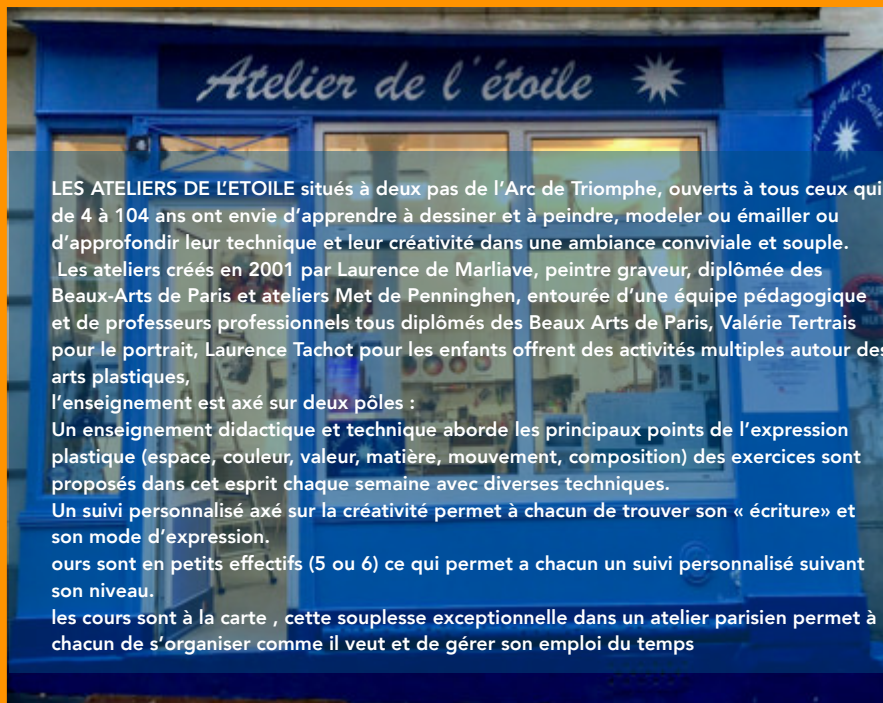 Atelier de l'étoile
Atelier de l'Etoile
LES ATELIERS DE L'ETOILE situés à deux pas de l'Arc de Triomphe, ouverts à tous ceux qui
de 4 à 104 ans ont envie d'apprendre à dessiner et à peindre, modeler ou émailler ou
d'approfondir leur technique et leur créativité dans une ambiance conviviale et souple.
Les ateliers créés en 2001 par Laurence de Marliave, peintre graveur, diplômée des
Beaux-Arts de Paris et ateliers Met de Penninghen, entourée d'une équipe pédagogique
et de professeurs professionnels tous diplômés des Beaux Arts de Paris, Valérie Tertrais
pour le portrait, Laurence Tachot pour les enfants offrent des activités multiples autour des
arts plastiques,
l'enseignement est axé sur deux pôles :
Un enseignement didactique et technique aborde les principaux points de l'expression
plastique (espace, couleur, valeur, matière, mouvement, composition) des exercices sont
proposés dans cet esprit chaque semaine avec diverses techniques.
Un suivi personnalisé axé sur la créativité permet à chacun de trouver son « écriture» et
son mode d'expression.
ours sont en petits effectifs (5 ou 6) ce qui permet a chacun un suivi personnalisé suivant
son niveau.
les cours sont à la carte , cette souplesse exceptionnelle dans un atelier parisien permet à
chacun de s'organiser comme il veut et de gérer son emploi du temps